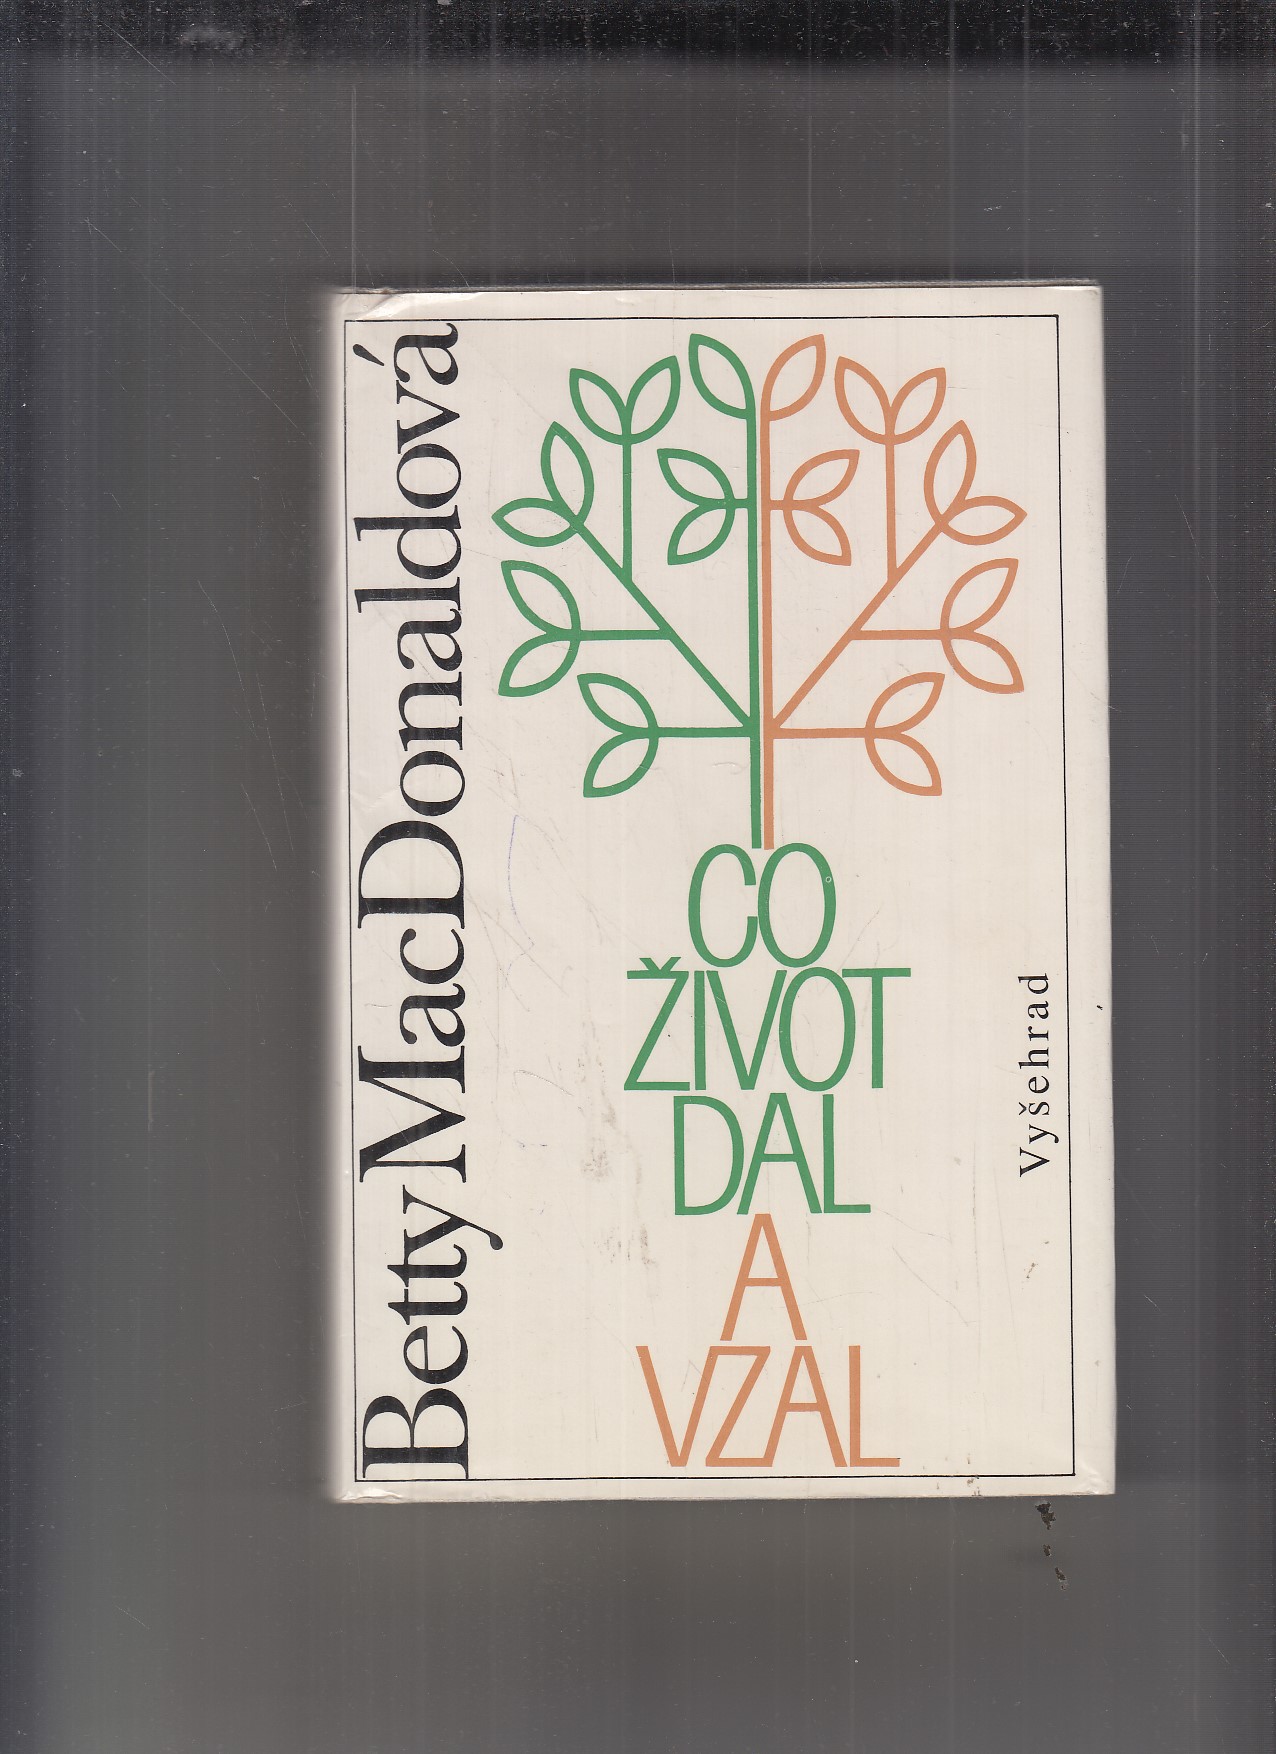 Betty MacDonaldová
CO
ŽIVOT
DAL
A
VZAL
Vyšehrad